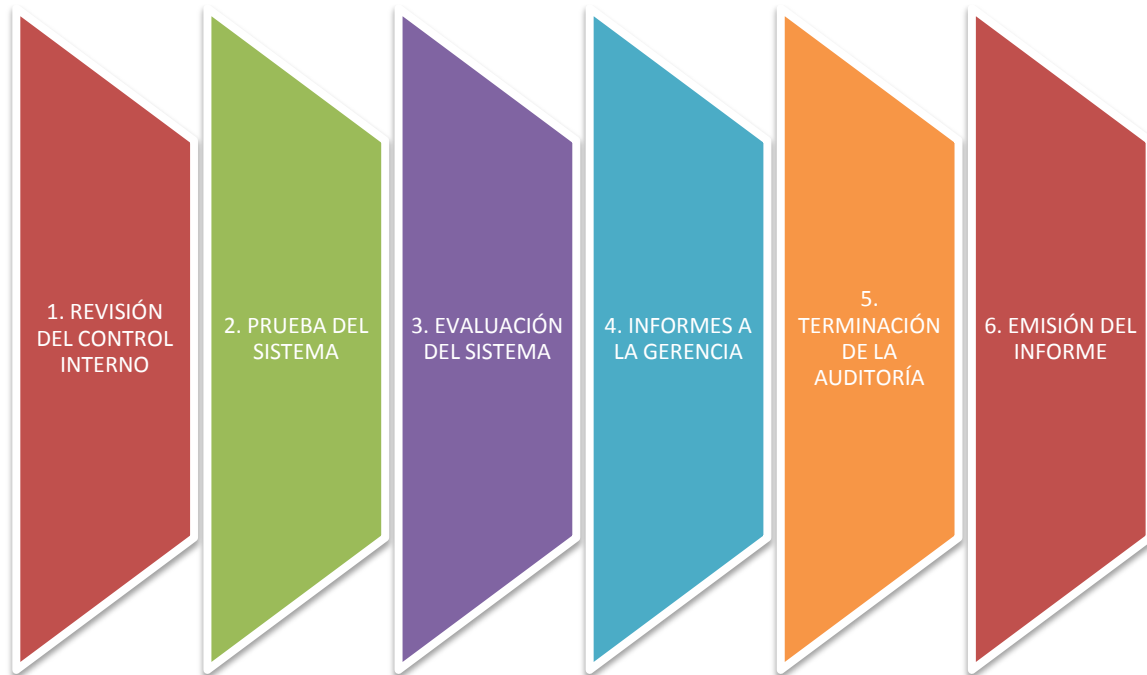 1. REVISIÓN
DEL CONTROL
INTERNO
2. PRUEBA DEL
SISTEMA
3. EVALUACIÓN
DEL SISTEMA
4. INFORMES A
LA GERENCIA
5.
TERMINACIÓN
DE LA
AUDITORÍA
6. EMISIÓN DEL
INFORME